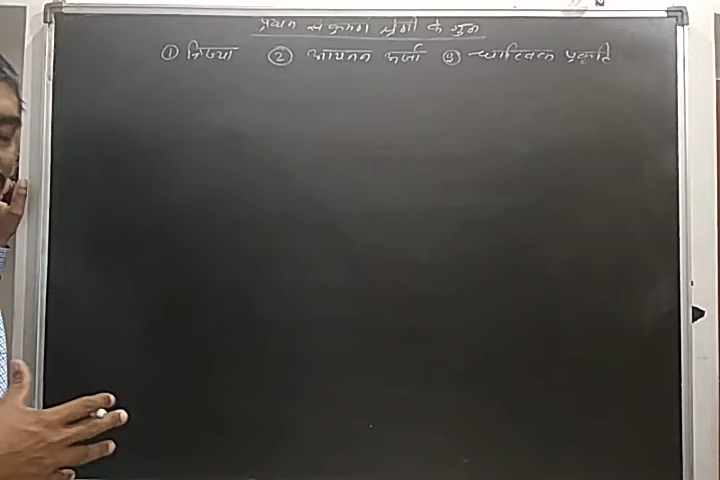 प्रथम संक्रमण श्रेणी के गुण
① त्रिज्या ② आयनन ऊर्जा ③ धात्विक प्रकृति